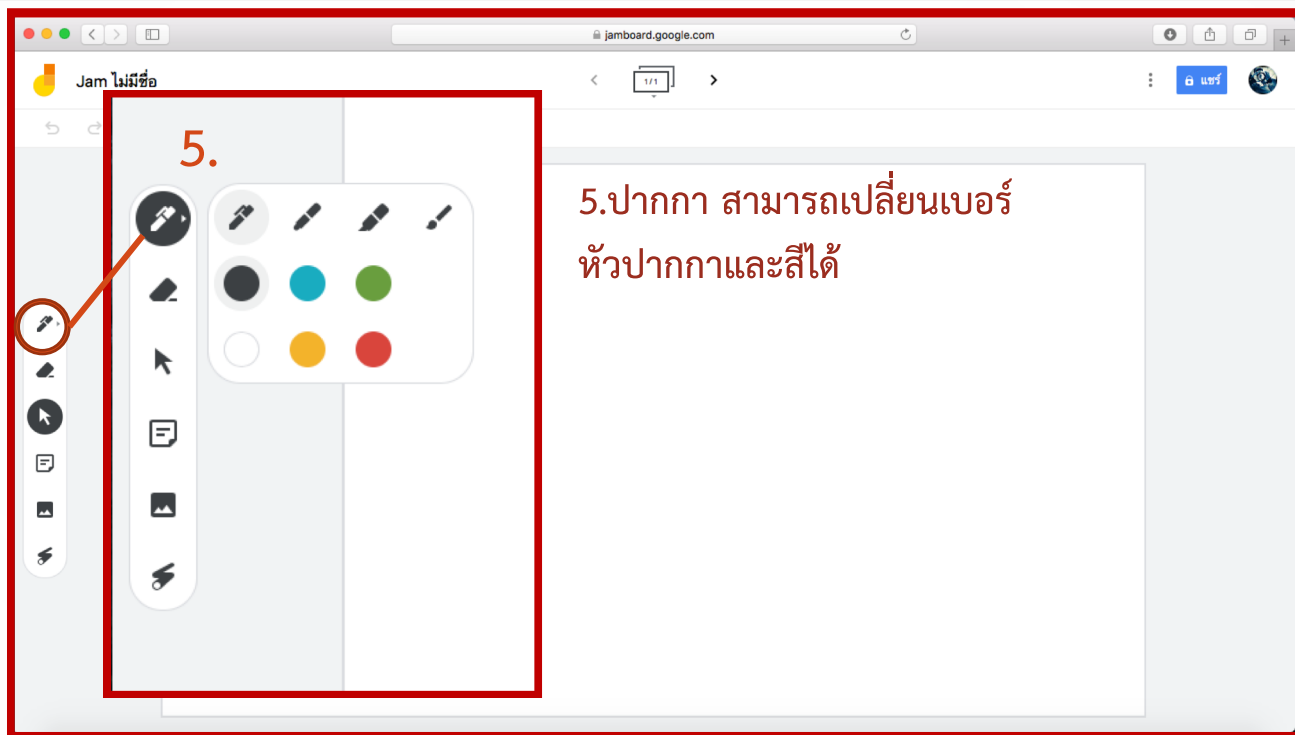 jamboard.google.com
Jam ไม่มีชื่อ
1/1
แชร์
5.
5.ปากกา สามารถเปลี่ยนเบอร์
หัวปากกาและสีได้